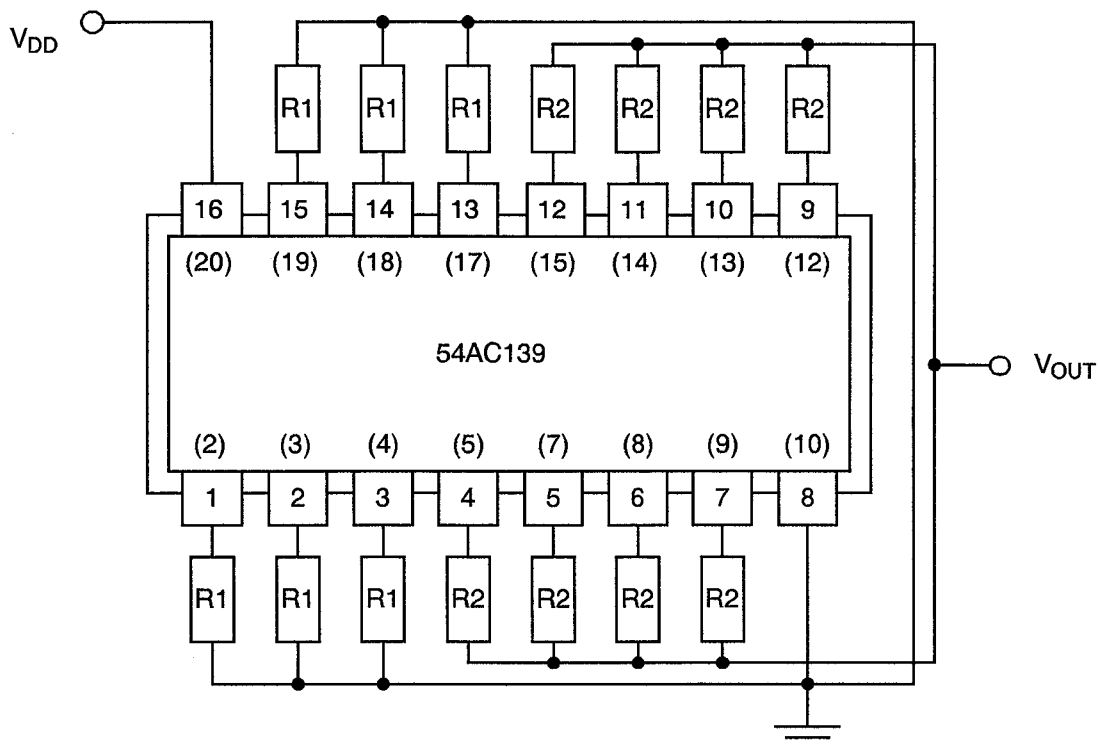 VDD
R1 R1 R1 R2 R2 R2 R2
16 15 14 13 12 11 10 9
(20) (19) (18) (17) (15) (14) (13) (12)
54AC139
VOUT
(2) (3) (4) (5) (7) (8) (9) (10)
1 2 3 4 5 6 7 8
R1 R1 R1 R2 R2 R2 R2